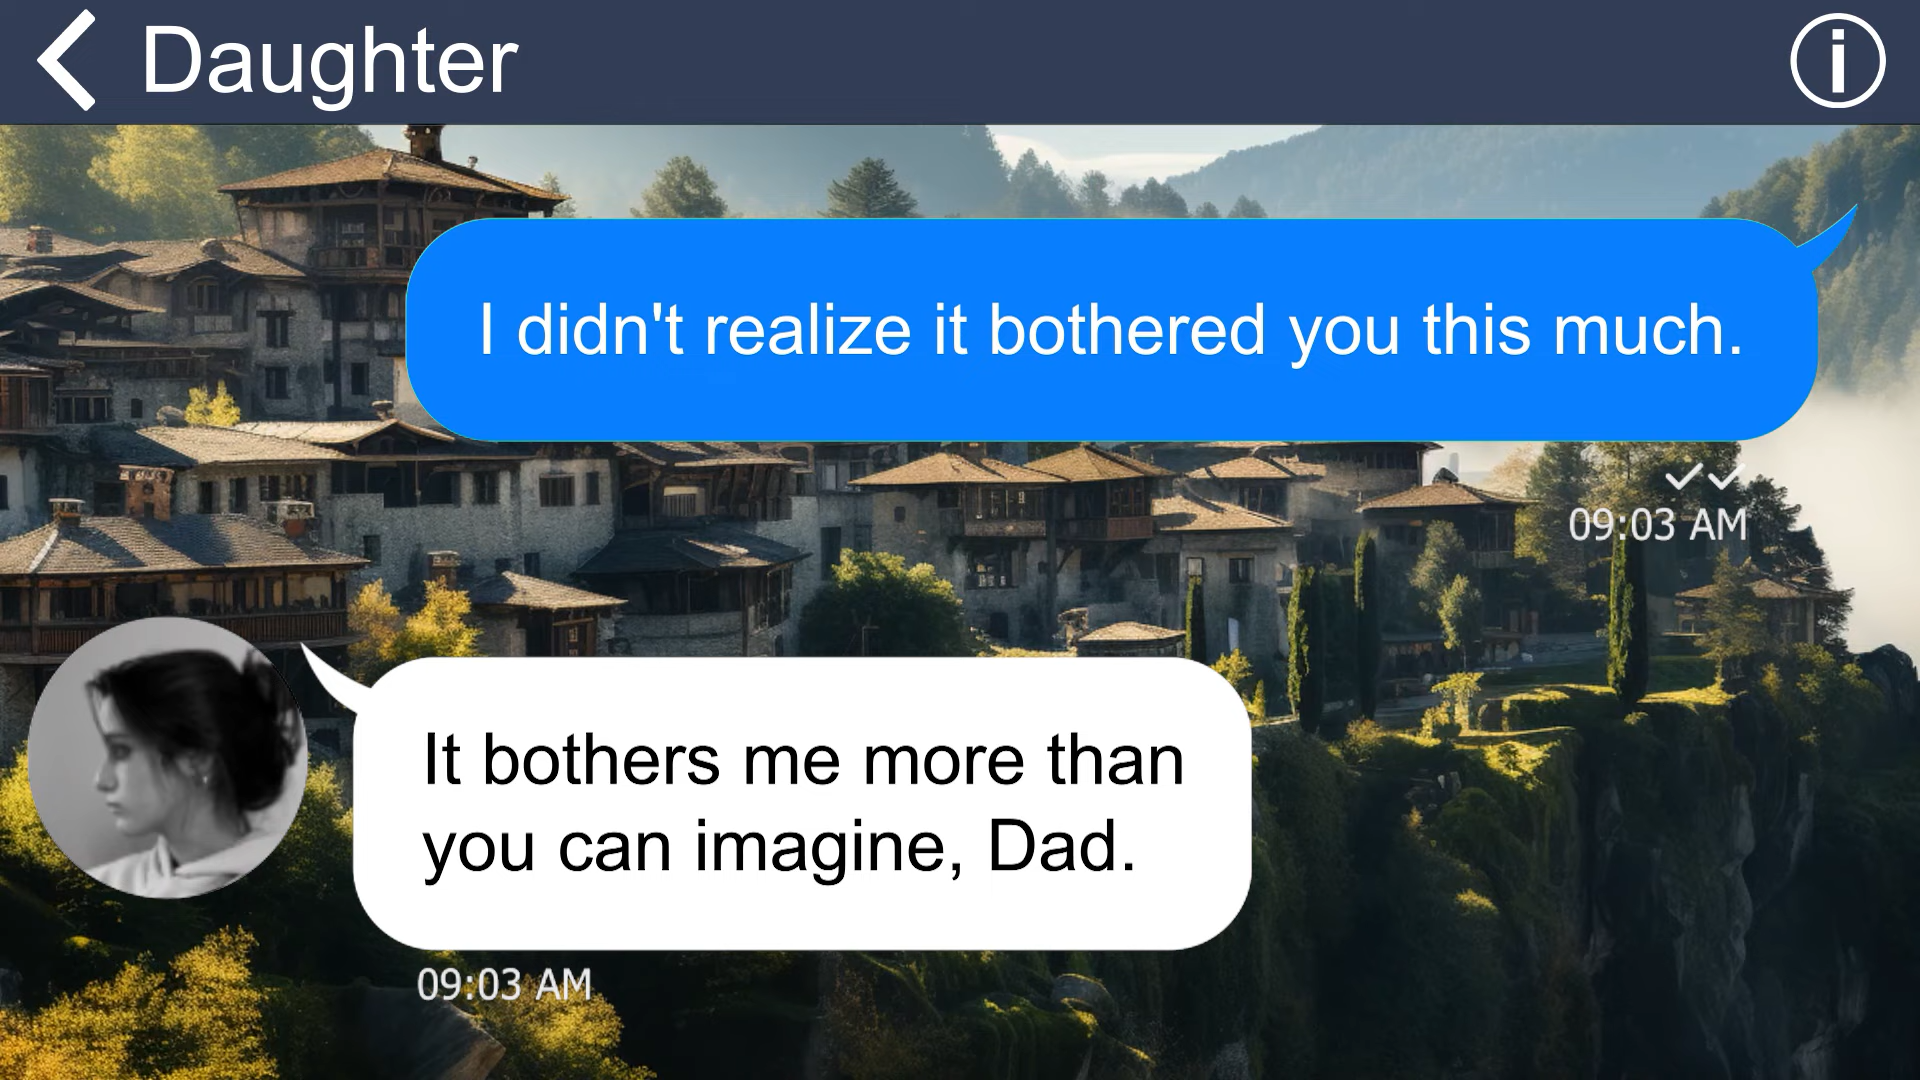 Daughter
I didn't realize it bothered you this much.
09:03 AM
It bothers me more than
you can imagine, Dad.
09:03 AM